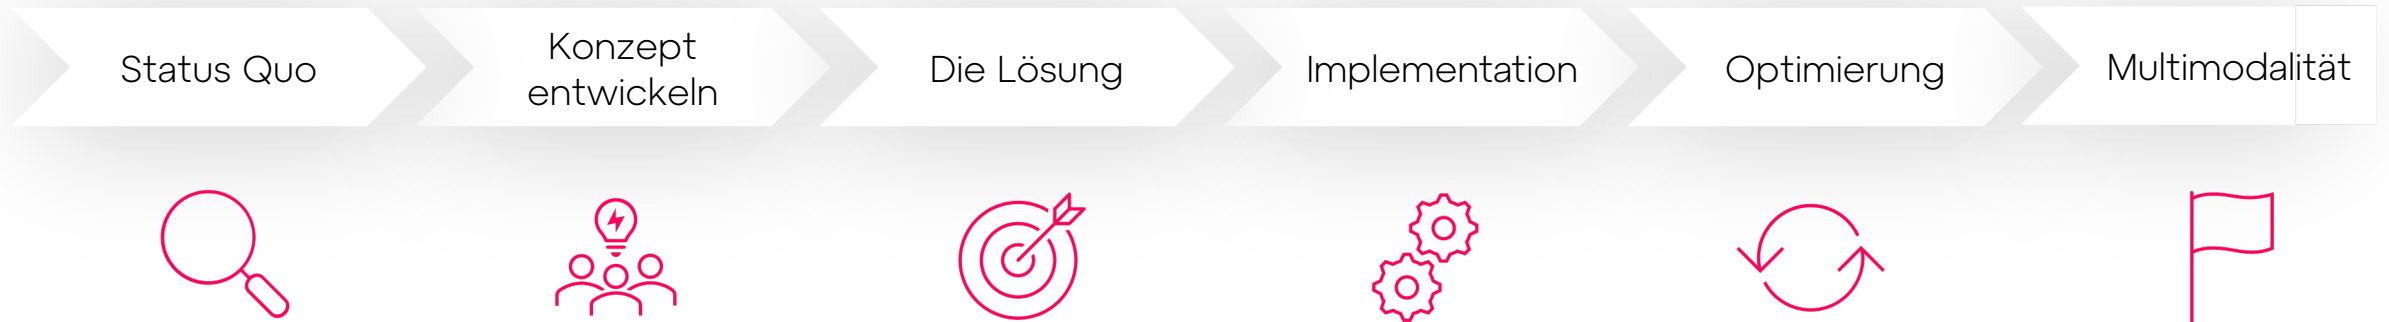 Status Quo
Konzept
entwickeln
Die Lösung
Implementation
Optimierung
Multimodalität